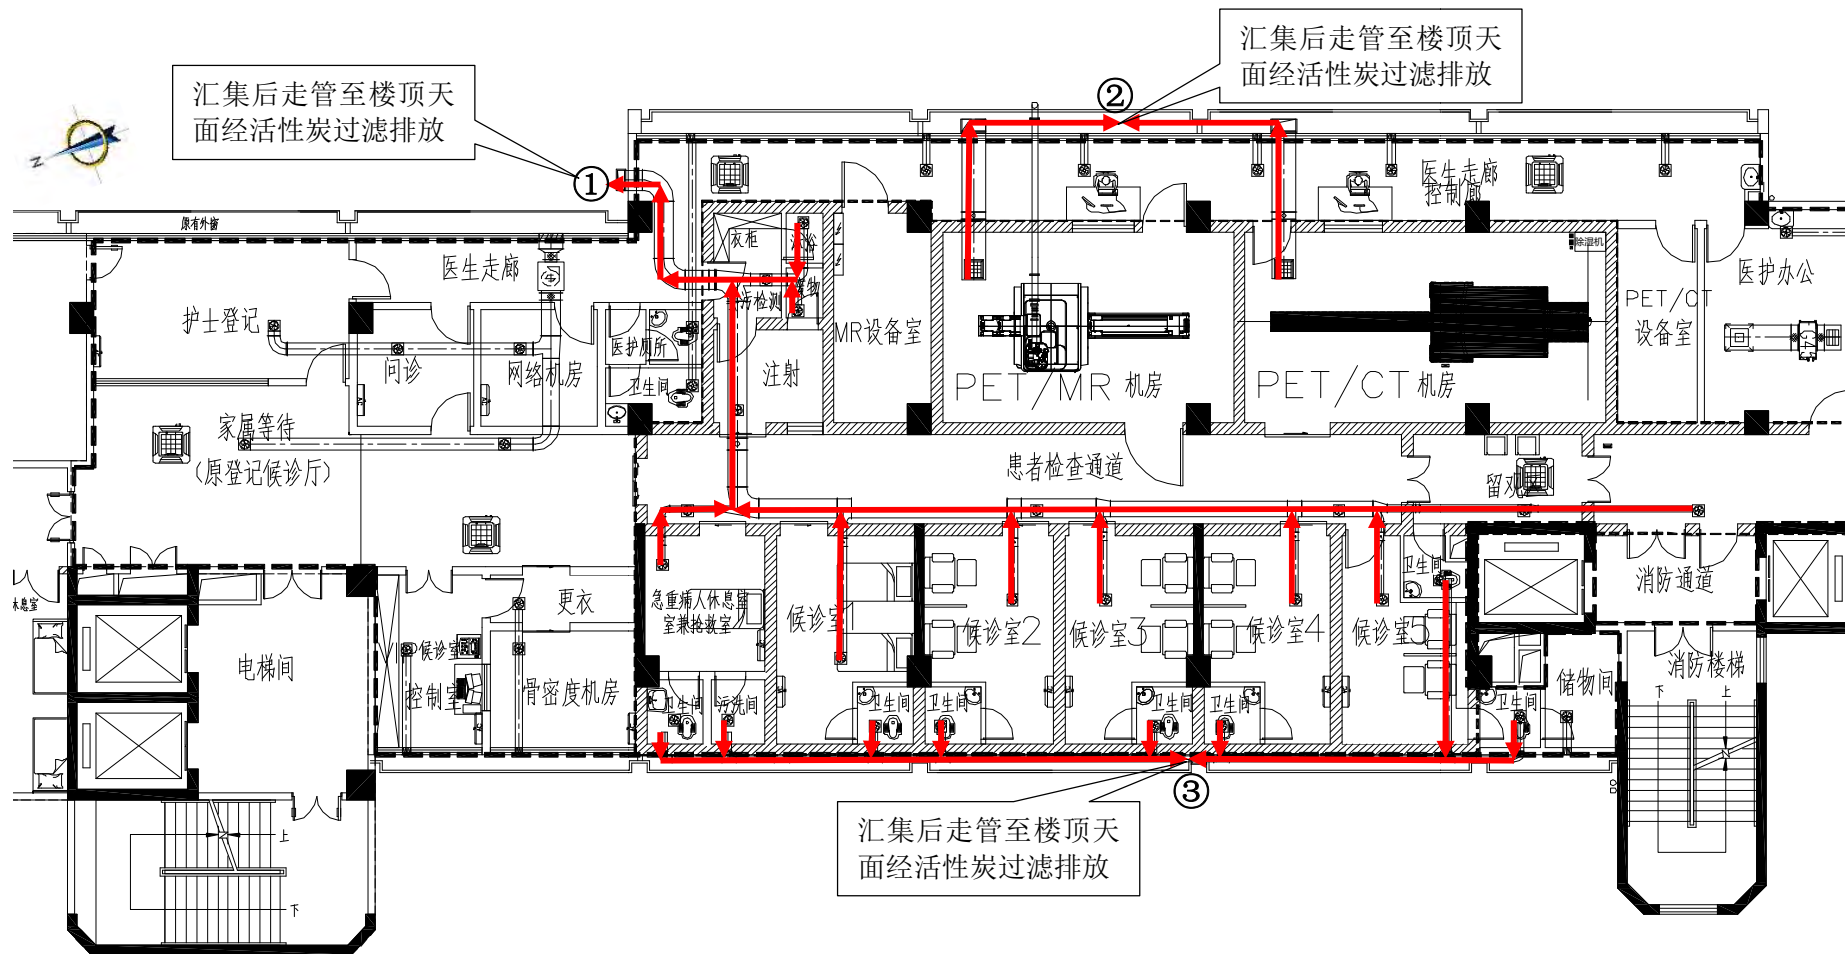 汇集后走管至楼顶天
面经活性炭过滤排放
②
汇集后走管至楼顶天
面经活性炭过滤排放
①
N
医生走廊
控制廊
原有外窗
衣柜
淋浴
除湿机
医生走廊
医护办公
护士登记
污检测
储物
PET/CT
设备室
MR设备室
医护厕所
问诊
网络机房
卫生间
注射
PET/MR 机房
PET/CT 机房
家属等待
(原登记候诊厅)
患者检查通道
留观
卫生间
消防通道
休息室
更衣
急重病人休息室
室兼抢救室
候诊室1
候诊室2
候诊室3
候诊室4
候诊室5
电梯间
候诊室
控制室
骨密度机房
储物间
消防楼梯
下
上
卫生间
污洗间
卫生间
卫生间
卫生间
卫生间
卫生间
③
汇集后走管至楼顶天
面经活性炭过滤排放
上
下